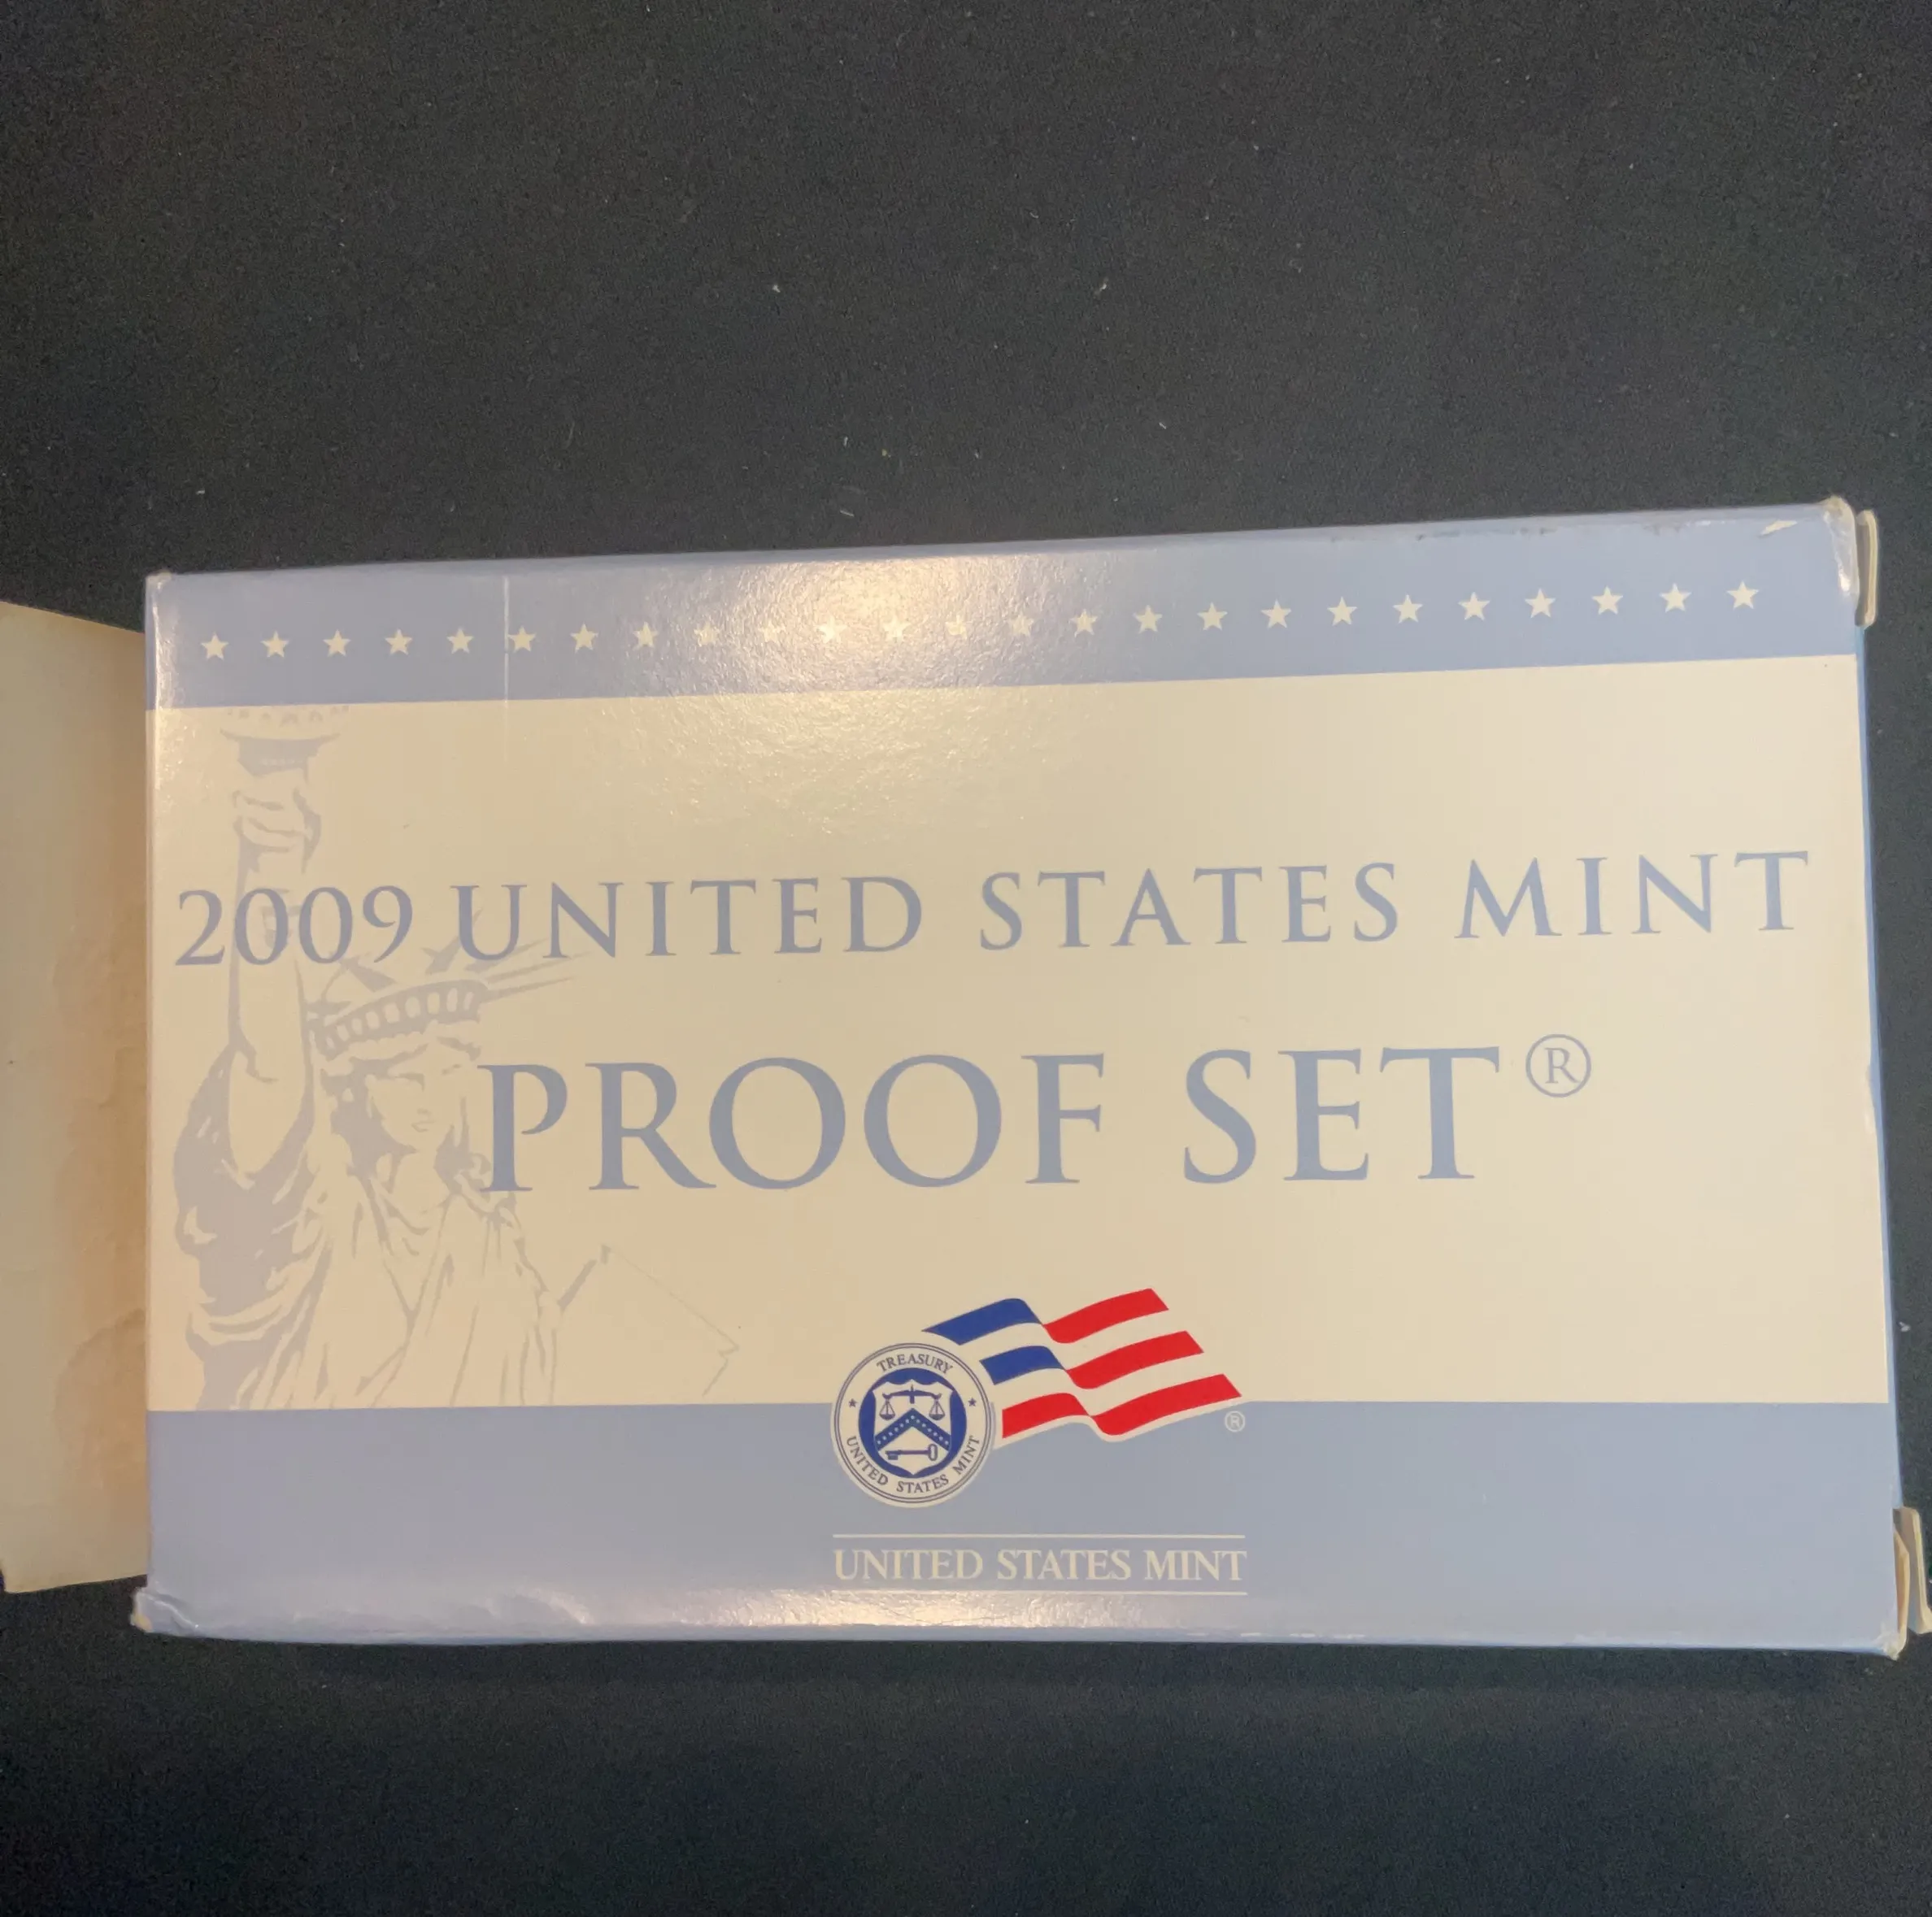 2009 UNITED STATES MINT
PROOF SET®
TREASURY
UNITED STATES MINT
®
UNITED STATES MINT